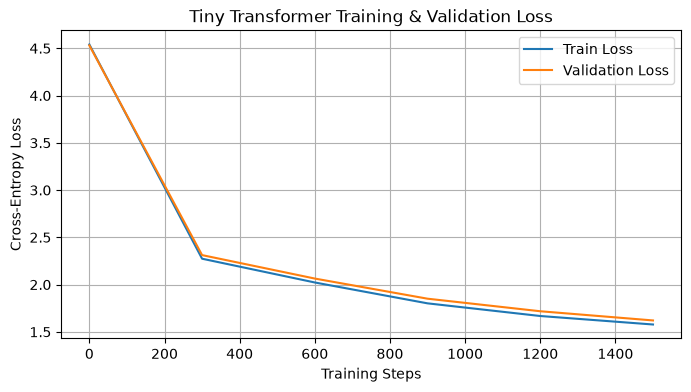 Tiny Transformer Training & Validation Loss
Train Loss
Validation Loss
4.5
4.0
3.5
3.0
2.5
2.0
1.5
Cross-Entropy Loss
0 200 400 600 800 1000 1200 1400
Training Steps